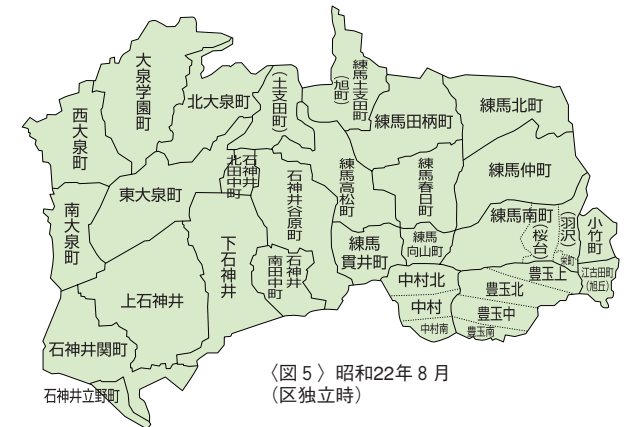 大泉学園町
北大泉町
(土支田町)
練馬土支田町
(旭町)
練馬田柄町
練馬北町
西大泉町
東大泉町
石神井
北田中町
石神井谷原町
練馬高松町
練馬春日町
練馬仲町
南大泉町
下石神井
石神井
南田中町
練馬
貫井町
練馬
向山町
練馬南町
(桜台)
(羽沢)
小竹町
栄町
江古田町
(旭丘)
上石神井
中村北
中村
中村南
豊玉上
豊玉北
豊玉中
豊玉南
石神井関町
石神井立野町
〈図5〉昭和22年8月
(区独立時)